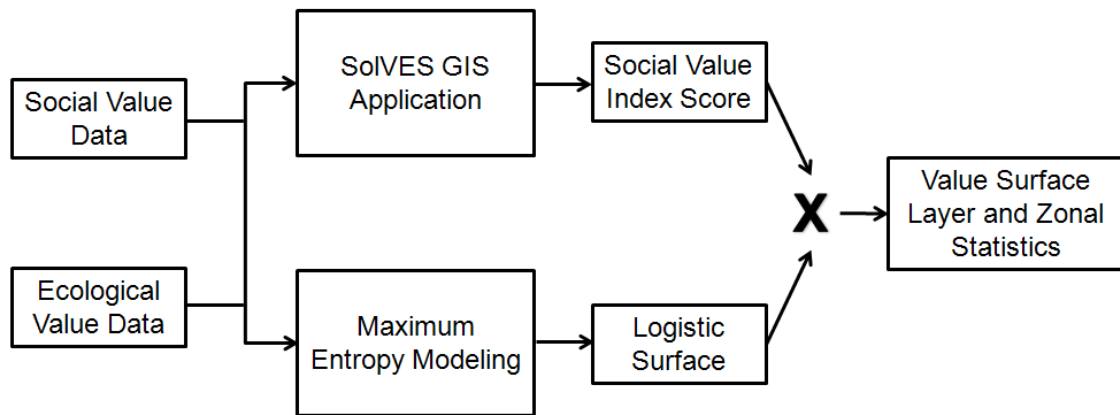 Social Value
Data
Ecological
Value Data
SolVES GIS
Application
Maximum
Entropy Modeling
Social Value
Index Score
Logistic
Surface
X
Value Surface
Layer and Zonal
Statistics